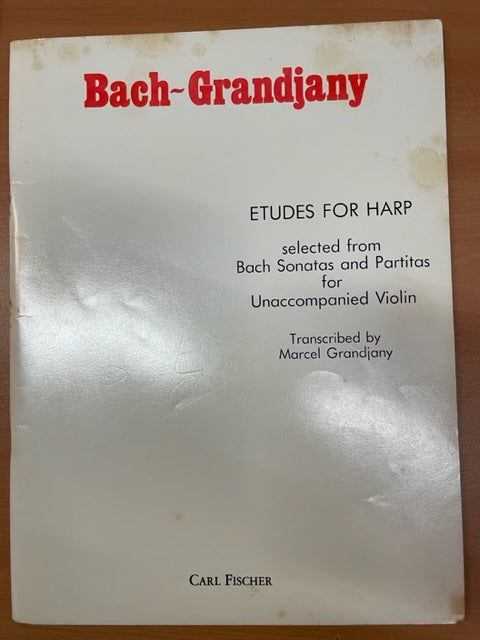 Bach~Grandjany
ETUDES FOR HARP
selected from
Bach Sonatas and Partitas
for
Unaccompanied Violin
Transcribed by
Marcel Grandjany
CARL FISCHER